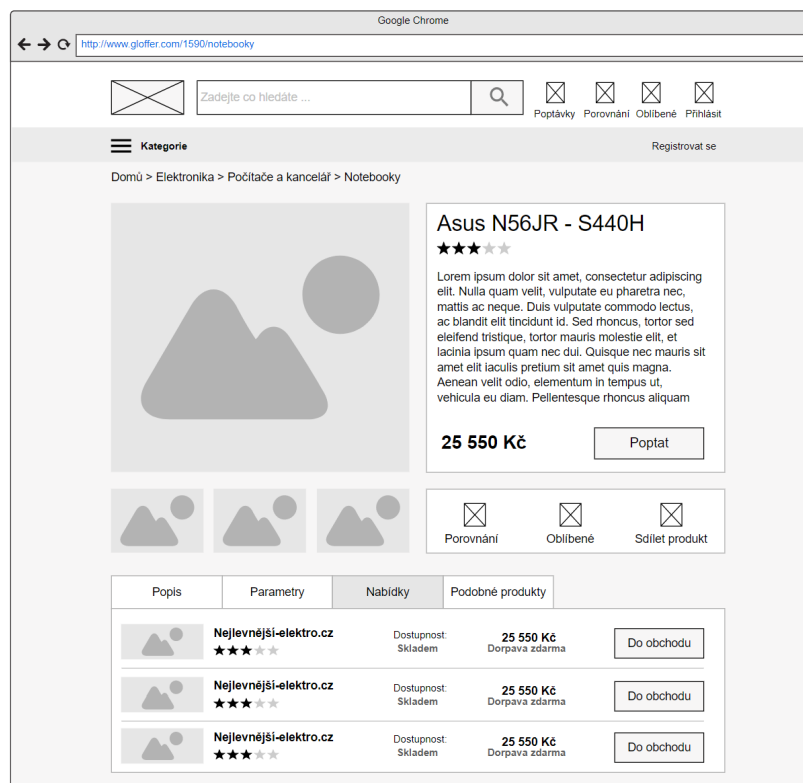 Google Chrome
http://www.gloffer.com/1590/notebooky
Zadejte co hledáte ...
Poptávky Porovnání Oblíbené Přihlásit
Kategorie
Registrovat se
Domů > Elektronika > Počítače a kancelář > Notebooky
Asus N56JR - S440H
Lorem ipsum dolor sit amet, consectetur adipiscing
elit. Nulla quam velit, vulputate eu pharetra nec,
mattis ac neque. Duis vulputate commodo lectus,
ac blandit elit tincidunt id. Sed rhoncus, tortor sed
eleifend tristique, tortor mauris molestie elit, et
lacinia ipsum quam nec dui. Quisque nec mauris sit
amet elit iaculis pretium sit amet quis magna.
Aenean velit odio, elementum in tempus ut,
vehicula eu diam. Pellentesque rhoncus aliquam
25 550 Kč
Poptat
Porovnání Oblíbené Sdílet produkt
Popis Parametry Nabídky Podobné produkty
Nejlevnější-elektro.cz
Dostupnost:
Skladem
25 550 Kč
Dorpava zdarma
Do obchodu
Nejlevnější-elektro.cz
Dostupnost:
Skladem
25 550 Kč
Dorpava zdarma
Do obchodu
Nejlevnější-elektro.cz
Dostupnost:
Skladem
25 550 Kč
Dorpava zdarma
Do obchodu